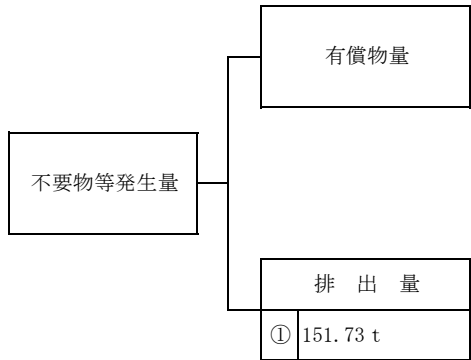 有償物量
不要物等発生量
排 出 量
① 151.73 t